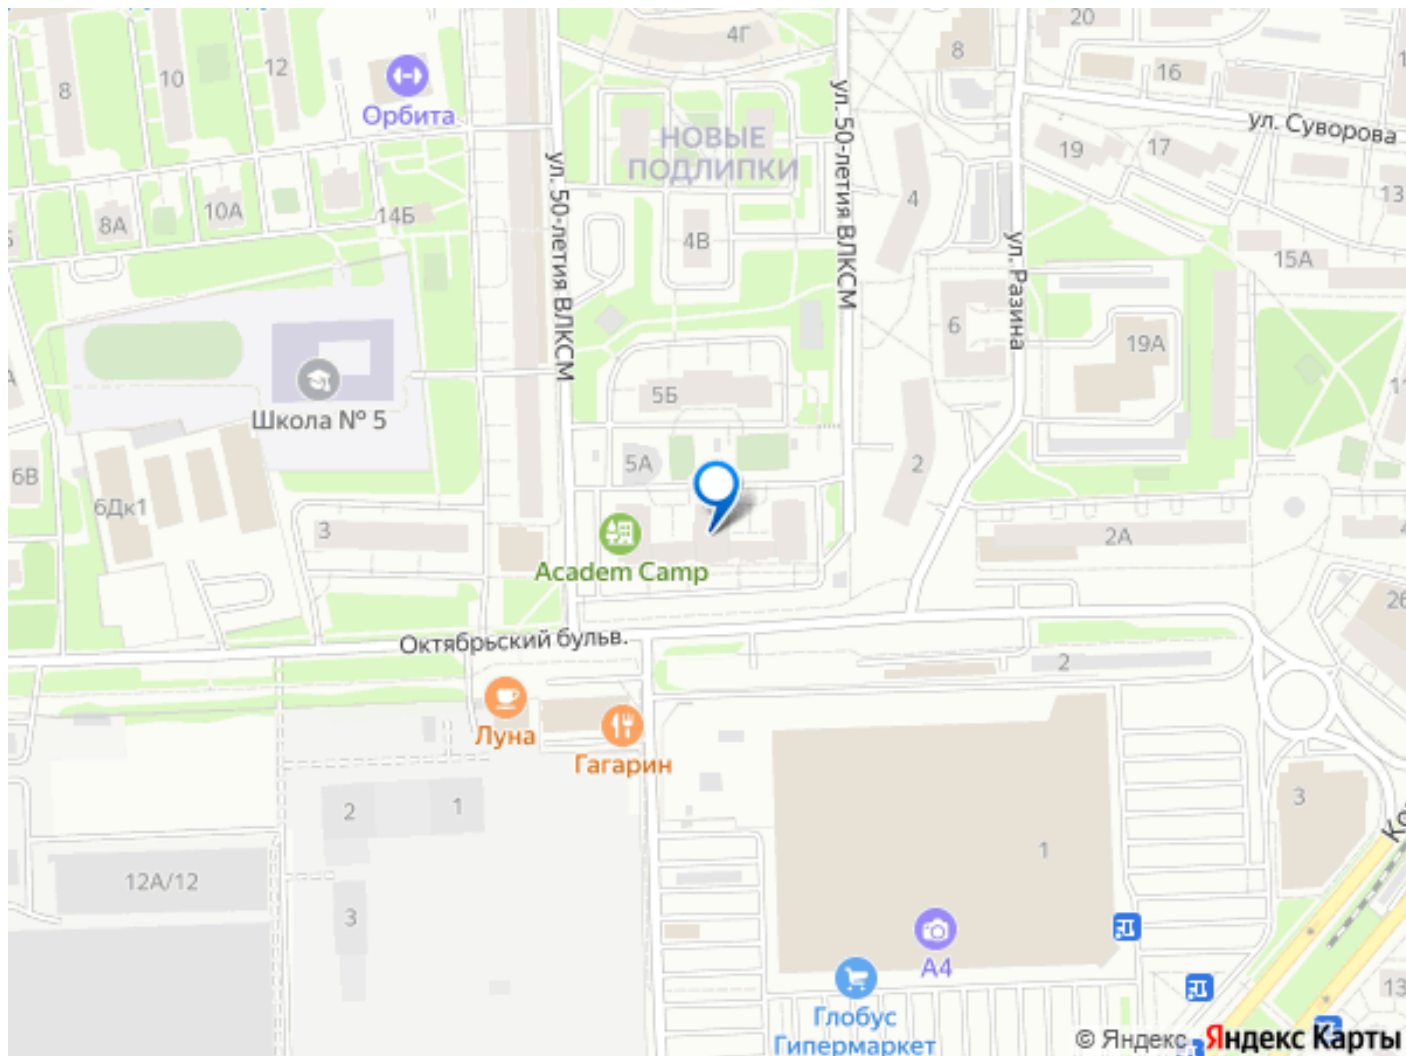 4Г
20
8
8
10
12
16
Орбита
ул. 50-летия ВЛКСМ
ул. Суворова
НОВЫЕ
ПОДЛИПКИ
ул. 50-летия ВЛКСМ
19
17
4
13
8А
10А
14Б
4В
ул. Разина
15А
6
19А
Школа № 5
5Б
6В
5А
2
6Дк1
3
2А
Academ Camp
26
Октябрьский бульв.
2
Луна
Гагарин
2
1
3
1
12А/12
3
А4
Глобус
Гипермаркет
13
© Яндекс
Яндекс Карты